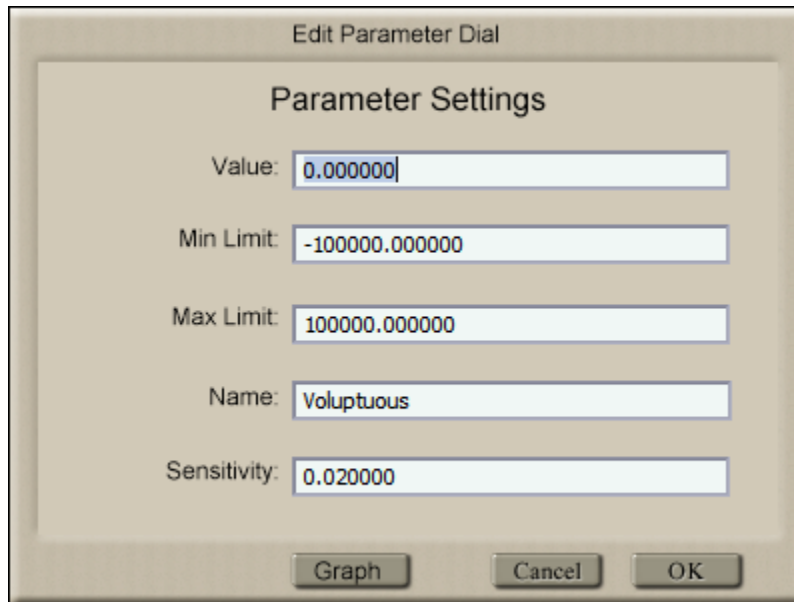 Edit Parameter Dial
Parameter Settings
Value: 0.000000
Min Limit: -100000.000000
Max Limit: 100000.000000
Name: Voluptuous
Sensitivity: 0.020000
Graph Cancel OK